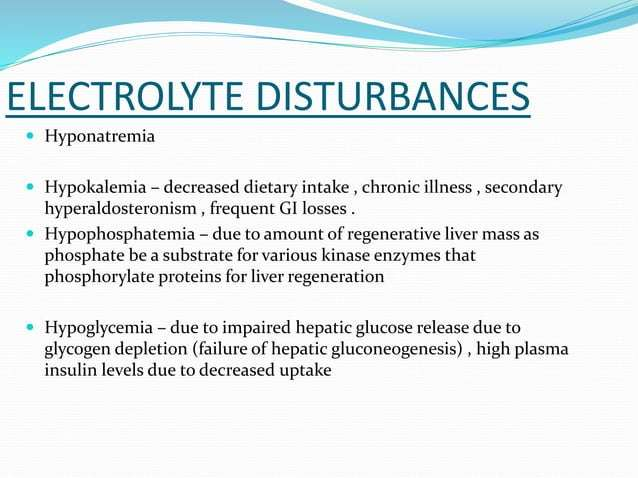 ELECTROLYTE DISTURBANCES
• Hyponatremia
• Hypokalemia – decreased dietary intake , chronic illness , secondary
hyperaldosteronism , frequent GI losses .
• Hypophosphatemia – due to amount of regenerative liver mass as
phosphate be a substrate for various kinase enzymes that
phosphorylate proteins for liver regeneration
• Hypoglycemia – due to impaired hepatic glucose release due to
glycogen depletion (failure of hepatic gluconeogenesis) , high plasma
insulin levels due to decreased uptake